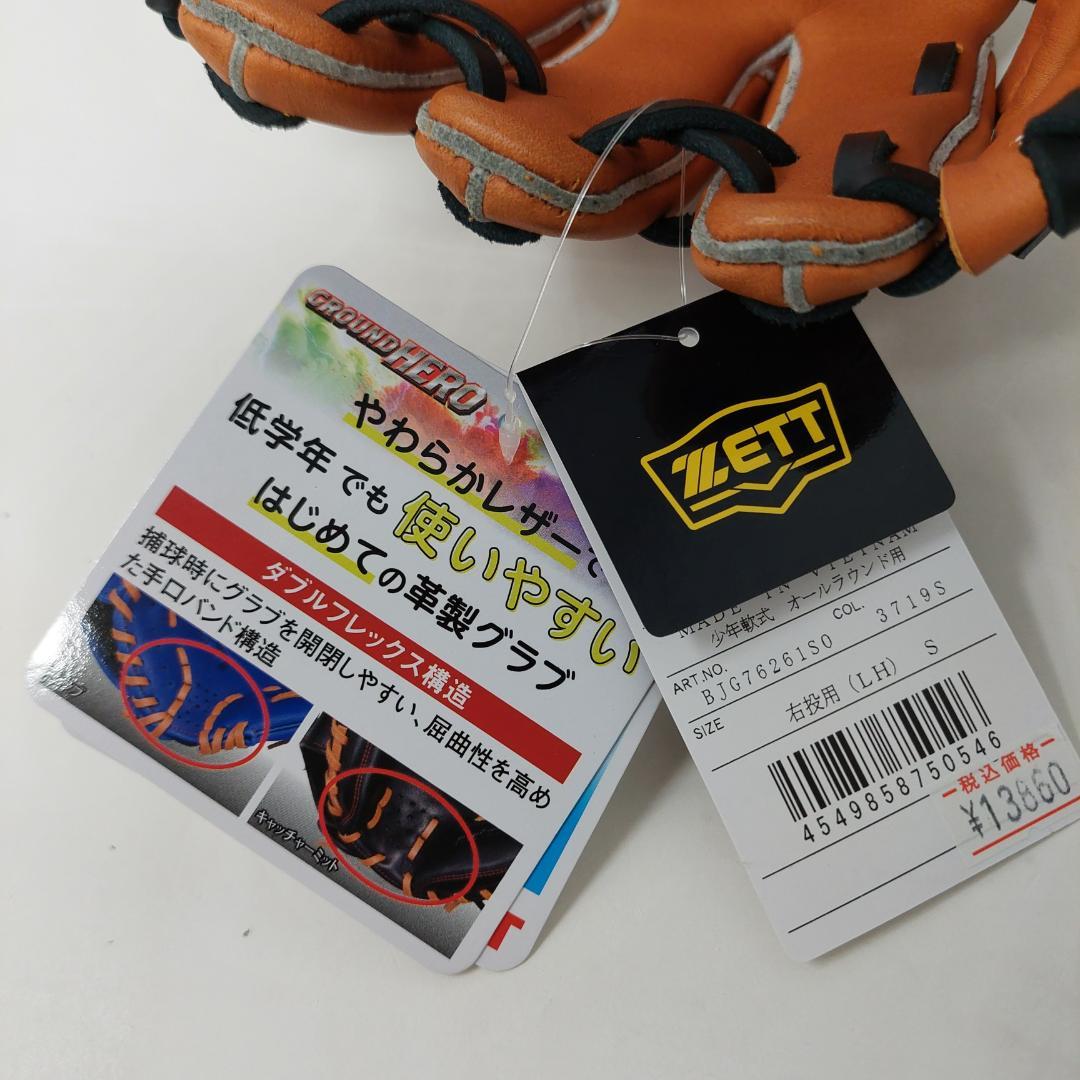 GROUND HERO
やわらかレザーで
低学年でも使いやすい
はじめての革製グラブ
ダブルフレックス構造
捕球時にグラブを開閉しやすい、屈曲性を高め
た手口バンド構造
キャッチャーミット
ZETT
MADE IN VIETNAM
少年軟式 オールラウンド用
ART.NO. COL.
BJG76261SO 3719S
SIZE
右投用(LH) S
4549858750546
税込価格
¥13860